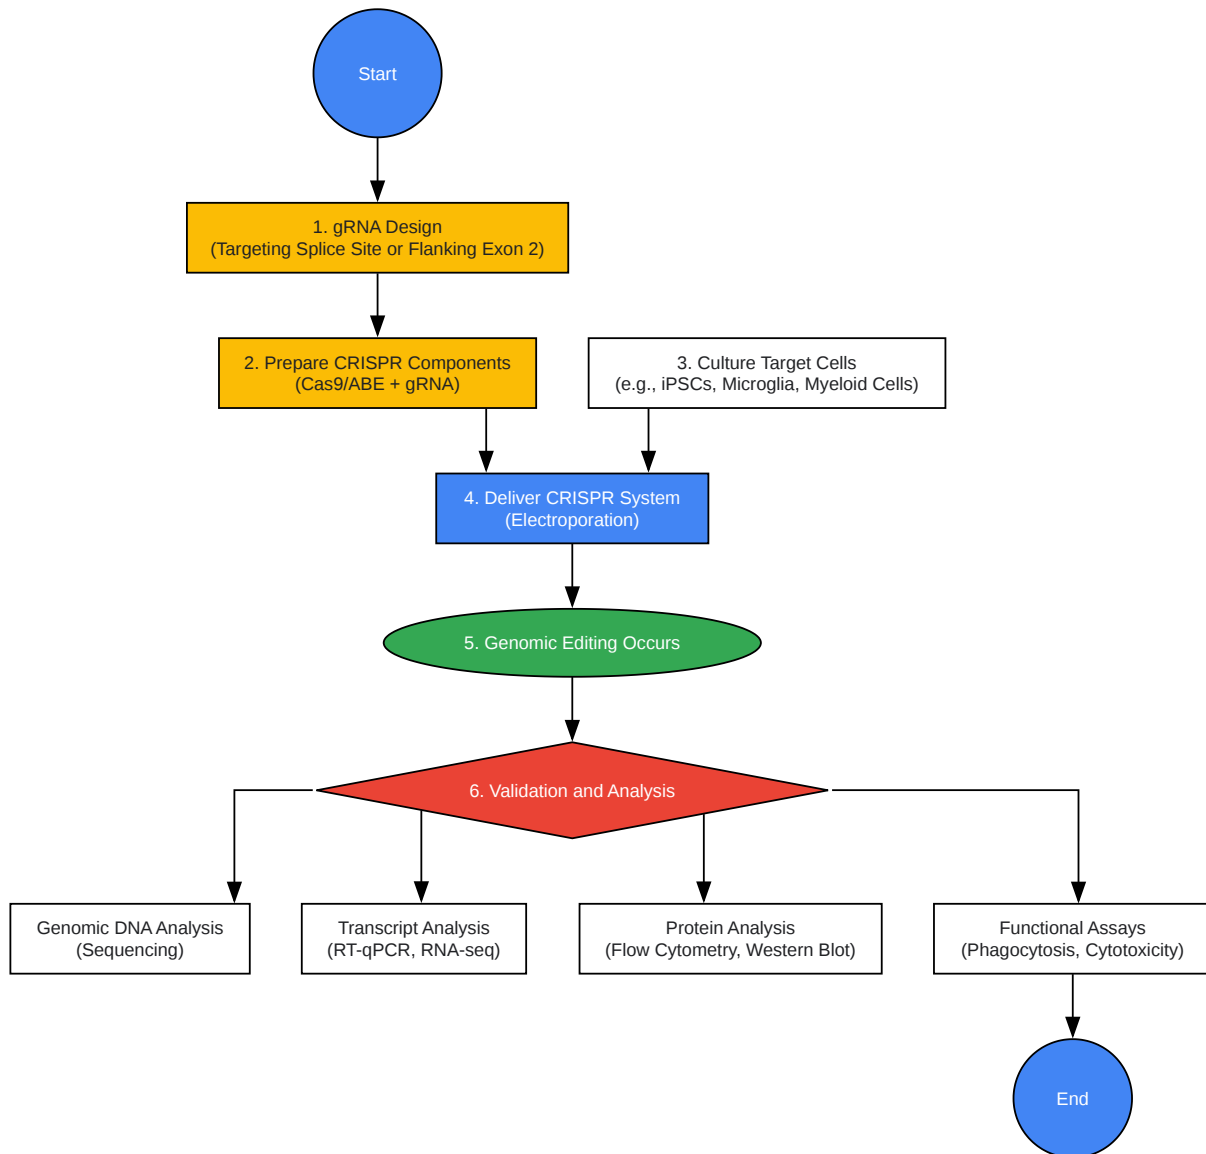 Start
1. gRNA Design
(Targeting Splice Site or Flanking Exon 2)
2. Prepare CRISPR Components
(Cas9/ABE + gRNA)
3. Culture Target Cells
(e.g., iPSCs, Microglia, Myeloid Cells)
4. Deliver CRISPR System
(Electroporation)
5. Genomic Editing Occurs
6. Validation and Analysis
Genomic DNA Analysis
(Sequencing)
Transcript Analysis
(RT-qPCR, RNA-seq)
Protein Analysis
(Flow Cytometry, Western Blot)
Functional Assays
(Phagocytosis, Cytotoxicity)
End